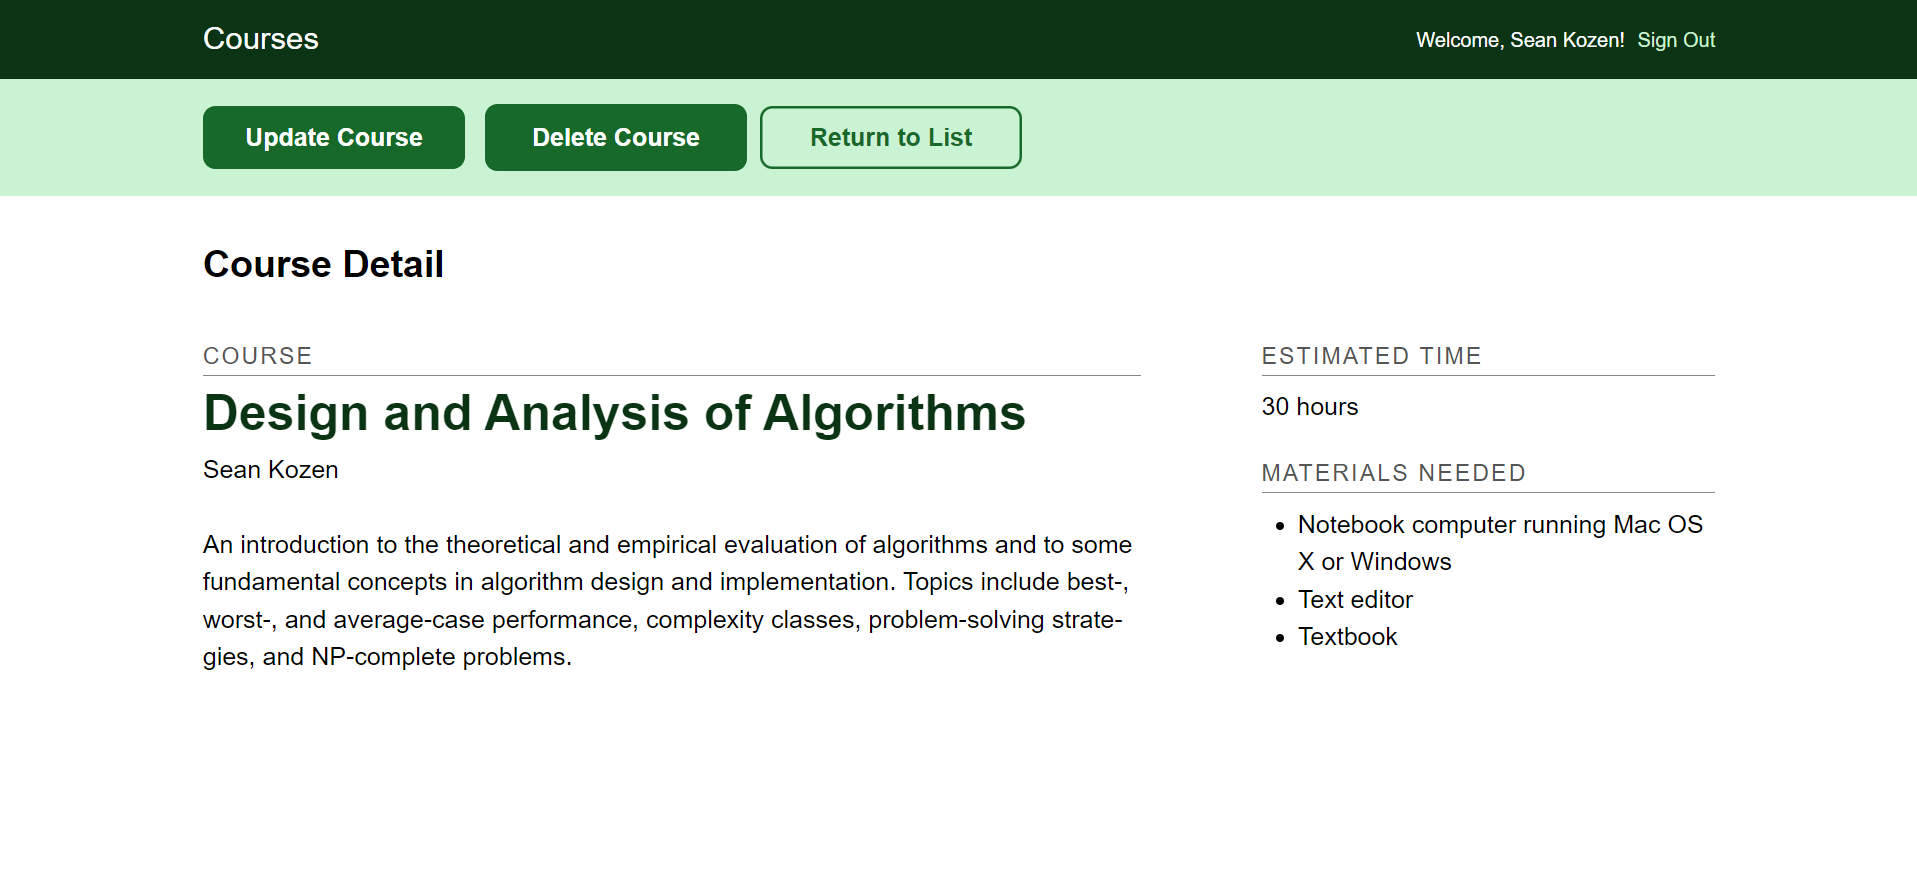 Courses
Welcome, Sean Kozen! Sign Out
Update Course
Delete Course
Return to List
Course Detail
COURSE
Design and Analysis of Algorithms
Sean Kozen
An introduction to the theoretical and empirical evaluation of algorithms and to some
fundamental concepts in algorithm design and implementation. Topics include best-,
worst-, and average-case performance, complexity classes, problem-solving strate-
gies, and NP-complete problems.
ESTIMATED TIME
30 hours
MATERIALS NEEDED
• Notebook computer running Mac OS
X or Windows
• Text editor
• Textbook